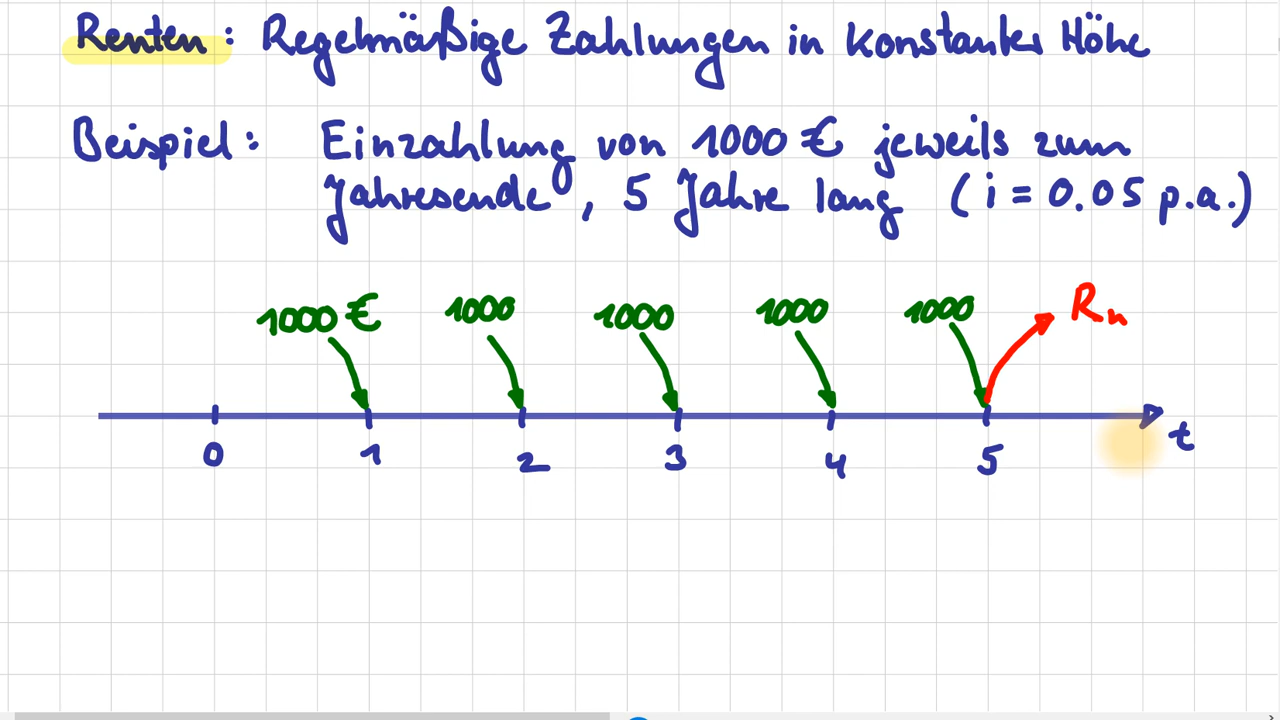 Renten: Regelmäßige Zahlungen in konstanter Höhe
Beispiel: Einzahlung von 1000 € jeweils zum
Jahresende, 5 Jahre lang (i = 0.05 p.a.)
1000 € 1000 1000 1000 1000 Rn
0 1 2 3 4 5 t